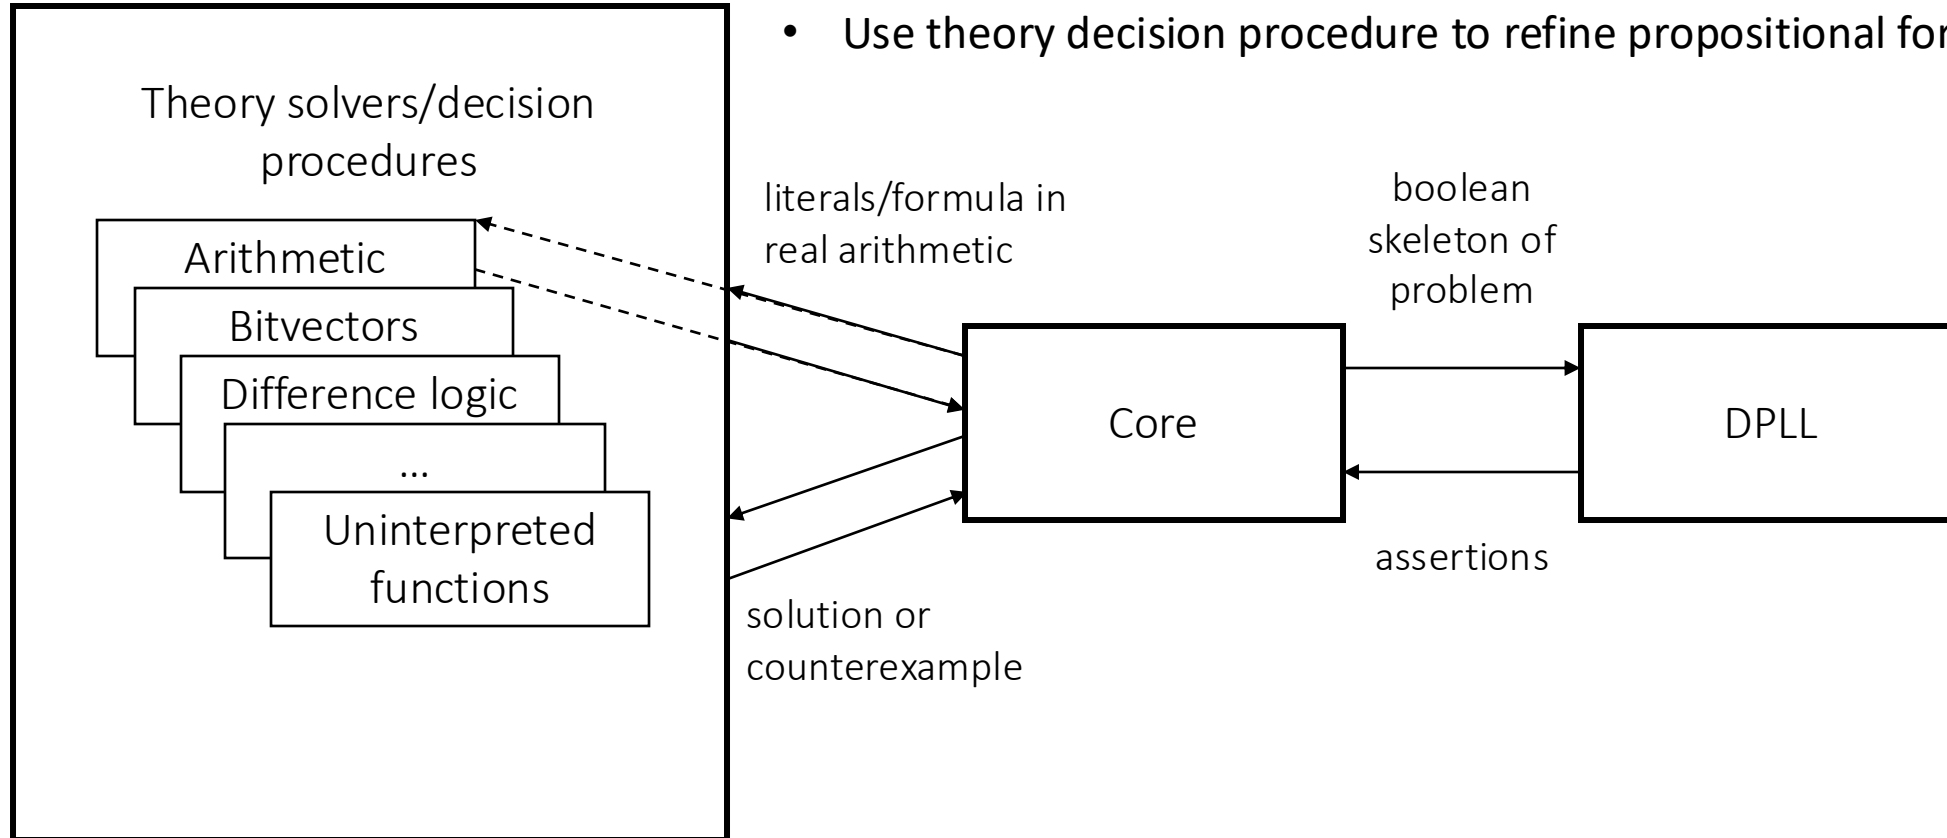 • Use theory decision procedure to refine propositional for
Theory solvers/decision
procedures
Arithmetic
Bitvectors
Difference logic
...
Uninterpreted
functions
literals/formula in
real arithmetic
solution or
counterexample
Core
boolean
skeleton of
problem
assertions
DPLL